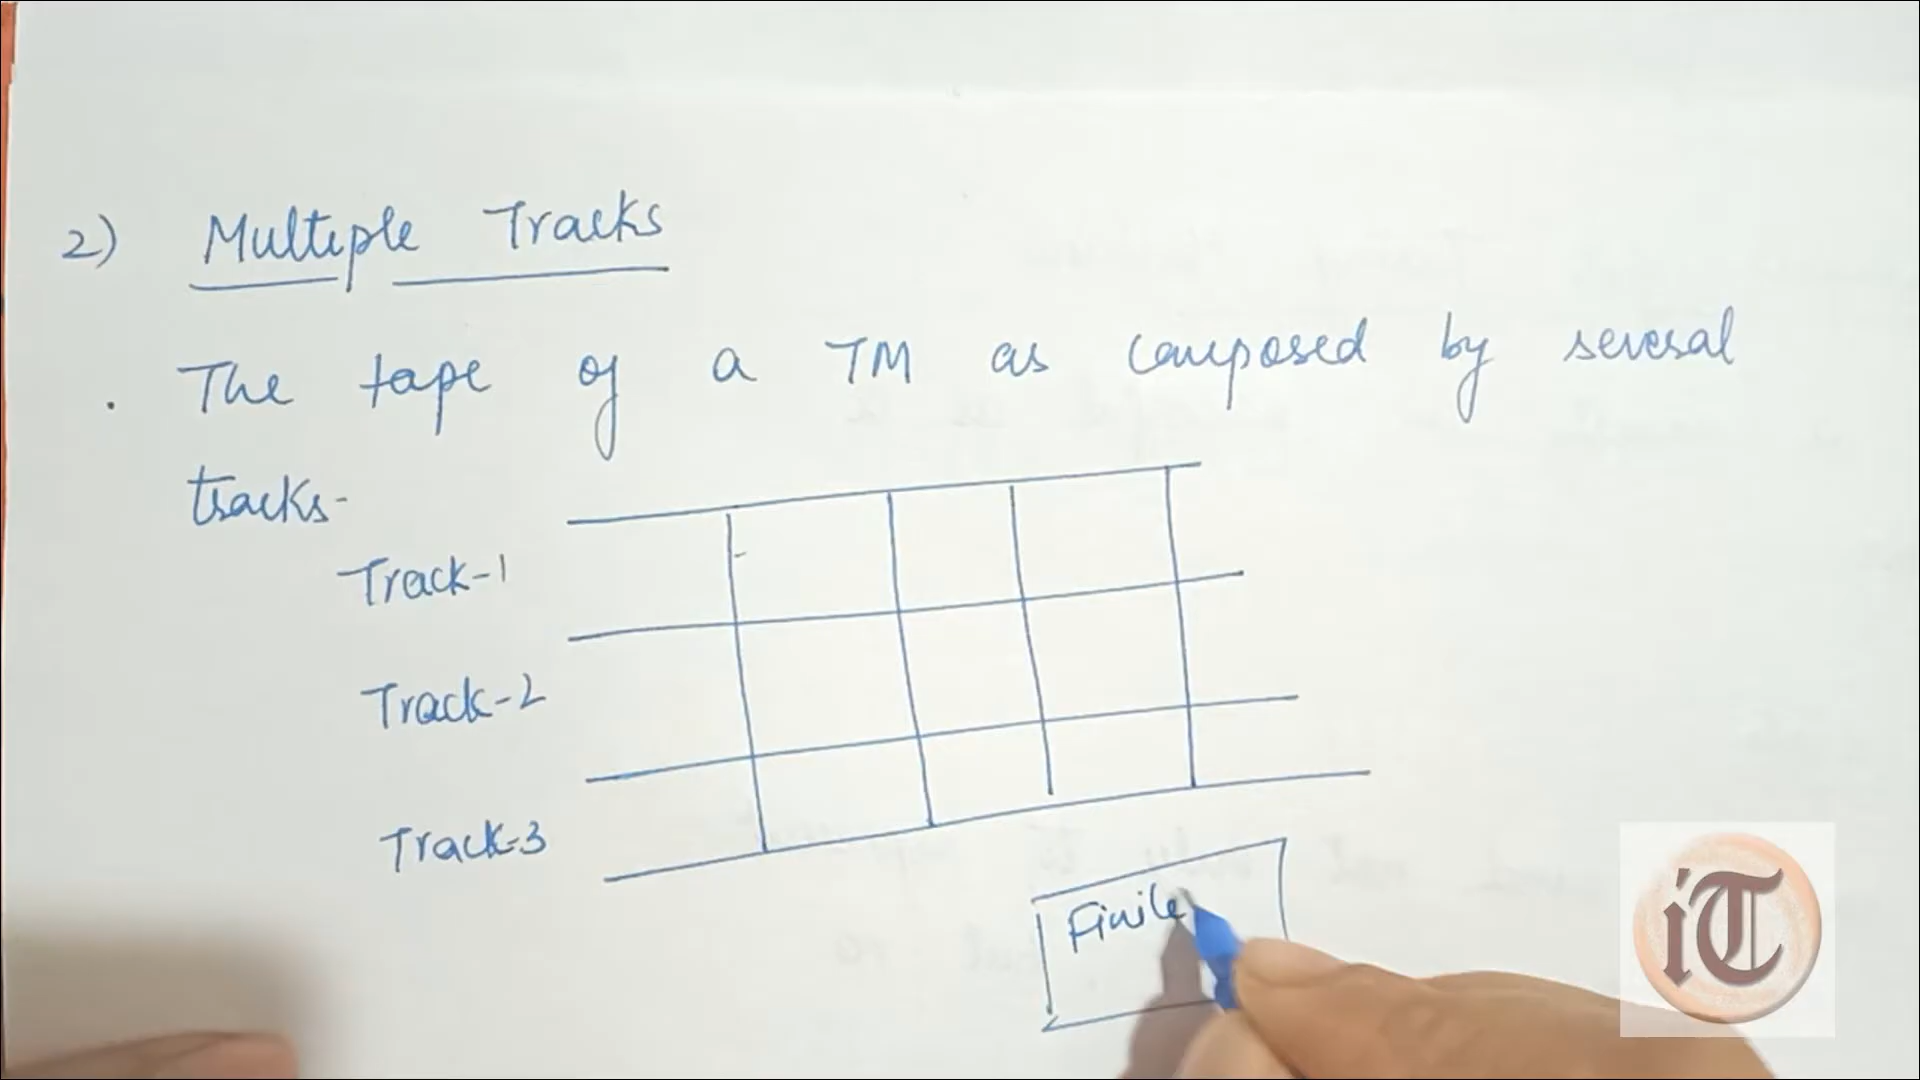 2) Multiple Tracks
. The tape of a TM as composed by several
tracks-
Track-1
Track-2
Track-3
Finite
iT